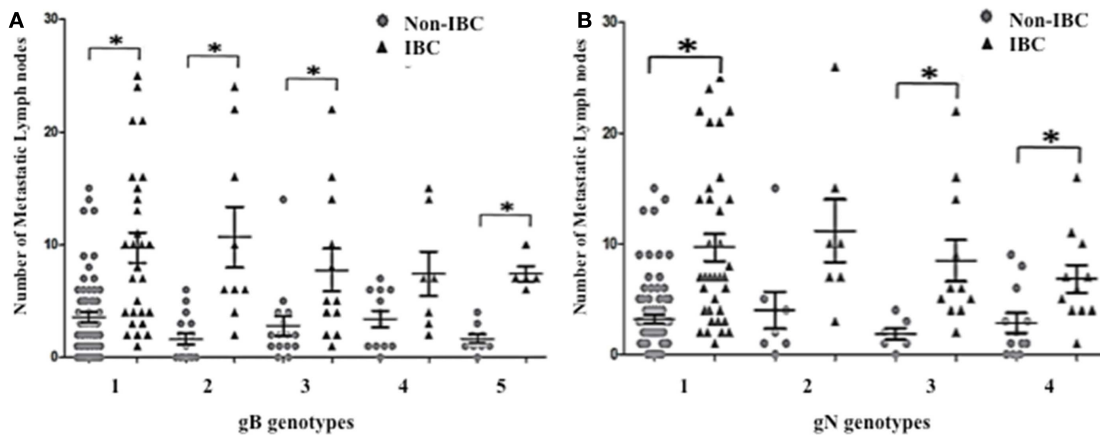 A
Number of Metastatic Lymph nodes
30
20
10
0
* * * *
Non-IBC
IBC
1 2 3 4 5
gB genotypes
B
Number of Metastatic Lymph nodes
30
20
10
0
* * *
Non-IBC
IBC
1 2 3 4
gN genotypes